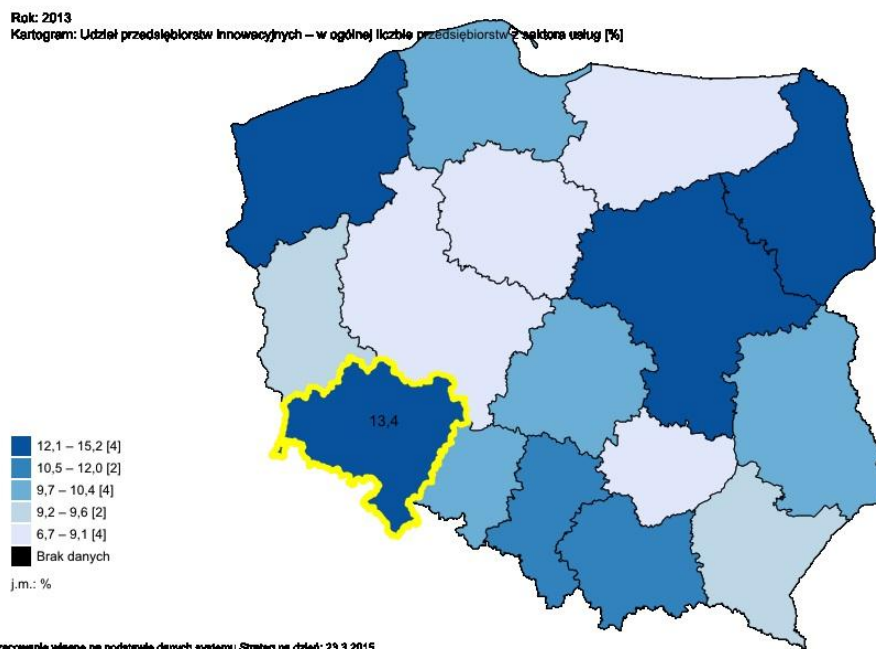 Rok: 2013
Kartogram: Udział przedsiębiorstw innowacyjnych – w ogólnej liczbie przedsiębiorstw z sektora usług [%]
13,4
12,1 – 15,2 [4]
10,5 – 12,0 [2]
9,7 – 10,4 [4]
9,2 – 9,6 [2]
6,7 – 9,1 [4]
Brak danych
j.m.: %
własne na podstawie danych systemu Strateg na dzień: 23.3.2015